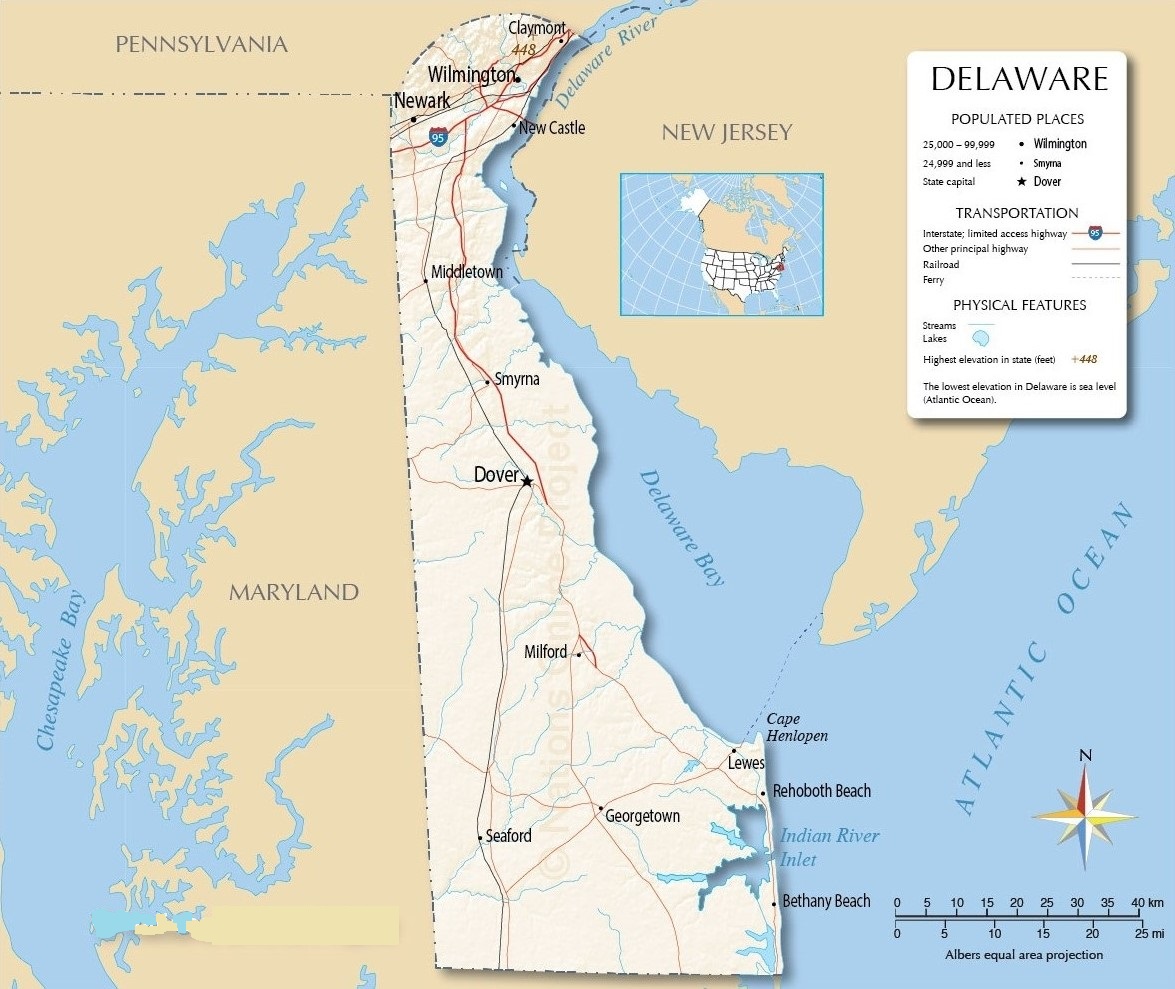 PENNSYLVANIA
Claymont
448
Wilmington
Newark
Delaware River
95
New Castle
NEW JERSEY
Middletown
Smyrna
Dover
Delaware Bay
MARYLAND
Chesapeake Bay
Milford
Cape
Henlopen
Lewes
Rehoboth Beach
Georgetown
Seaford
Indian River
Inlet
Bethany Beach
ATLANTIC OCEAN
DELAWARE
POPULATED PLACES
25,000 – 99,999 Wilmington
24,999 and less Smyrna
State capital Dover
TRANSPORTATION
Interstate; limited access highway 95
Other principal highway
Railroad
Ferry
PHYSICAL FEATURES
Streams
Lakes
Highest elevation in state (feet) +448
The lowest elevation in Delaware is sea level
(Atlantic Ocean).
N
0 5 10 15 20 25 30 35 40 km
0 5 10 15 20 25 mi
Albers equal area projection